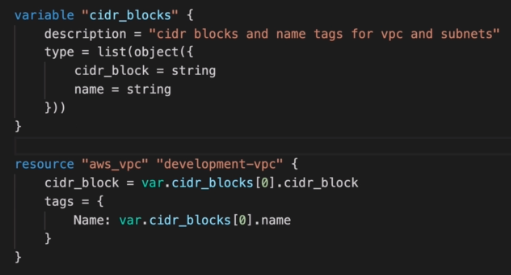 variable "cidr_blocks" {
    description = "cidr blocks and name tags for vpc and subnets"
    type = list(object({
        cidr_block = string
        name = string
    }))
}

resource "aws_vpc" "development-vpc" {
    cidr_block = var.cidr_blocks[0].cidr_block
    tags = {
        Name: var.cidr_blocks[0].name
    }
}